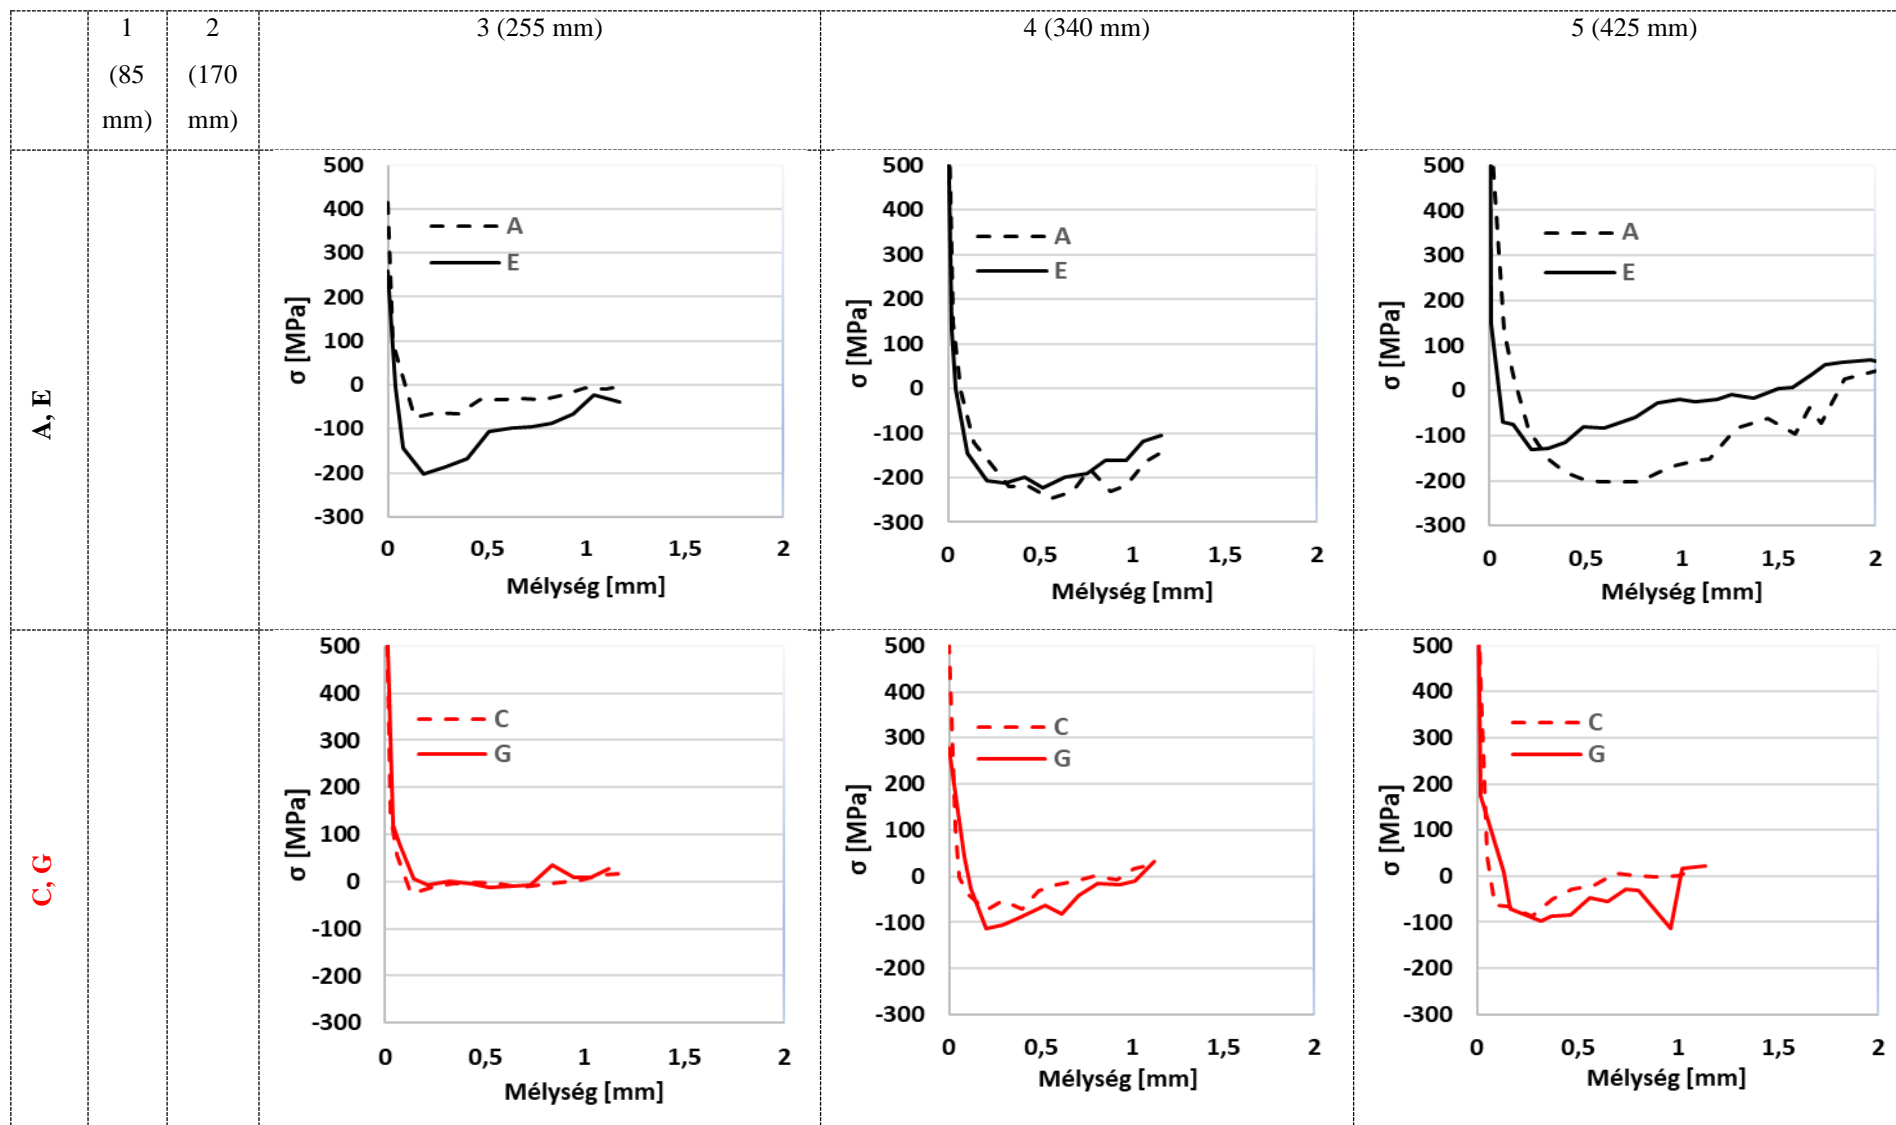 1
(85
mm)
2
(170
mm)
3 (255 mm)
4 (340 mm)
5 (425 mm)
A, E
500
400
300
200
100
0
-100
-200
-300
σ [MPa]
A
E
0 0,5 1 1,5 2
Mélység [mm]
500
400
300
200
100
0
-100
-200
-300
σ [MPa]
A
E
0 0,5 1 1,5 2
Mélység [mm]
500
400
300
200
100
0
-100
-200
-300
σ [MPa]
A
E
0 0,5 1 1,5 2
Mélység [mm]
C, G
500
400
300
200
100
0
-100
-200
-300
σ [MPa]
C
G
0 0,5 1 1,5 2
Mélység [mm]
500
400
300
200
100
0
-100
-200
-300
σ [MPa]
C
G
0 0,5 1 1,5 2
Mélység [mm]
500
400
300
200
100
0
-100
-200
-300
σ [MPa]
C
G
0 0,5 1 1,5 2
Mélység [mm]